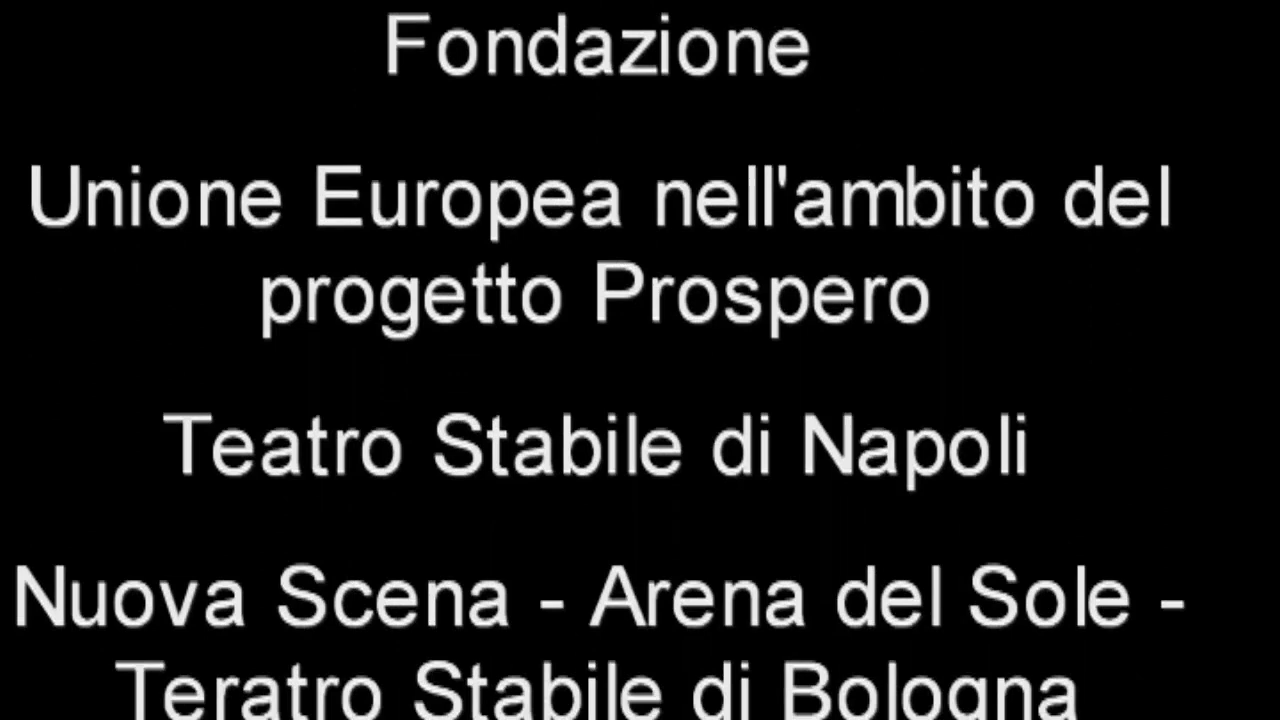 Fondazione
Unione Europea nell'ambito del
progetto Prospero
Teatro Stabile di Napoli
Nuova Scena - Arena del Sole -
Teratro Stabile di Bologna